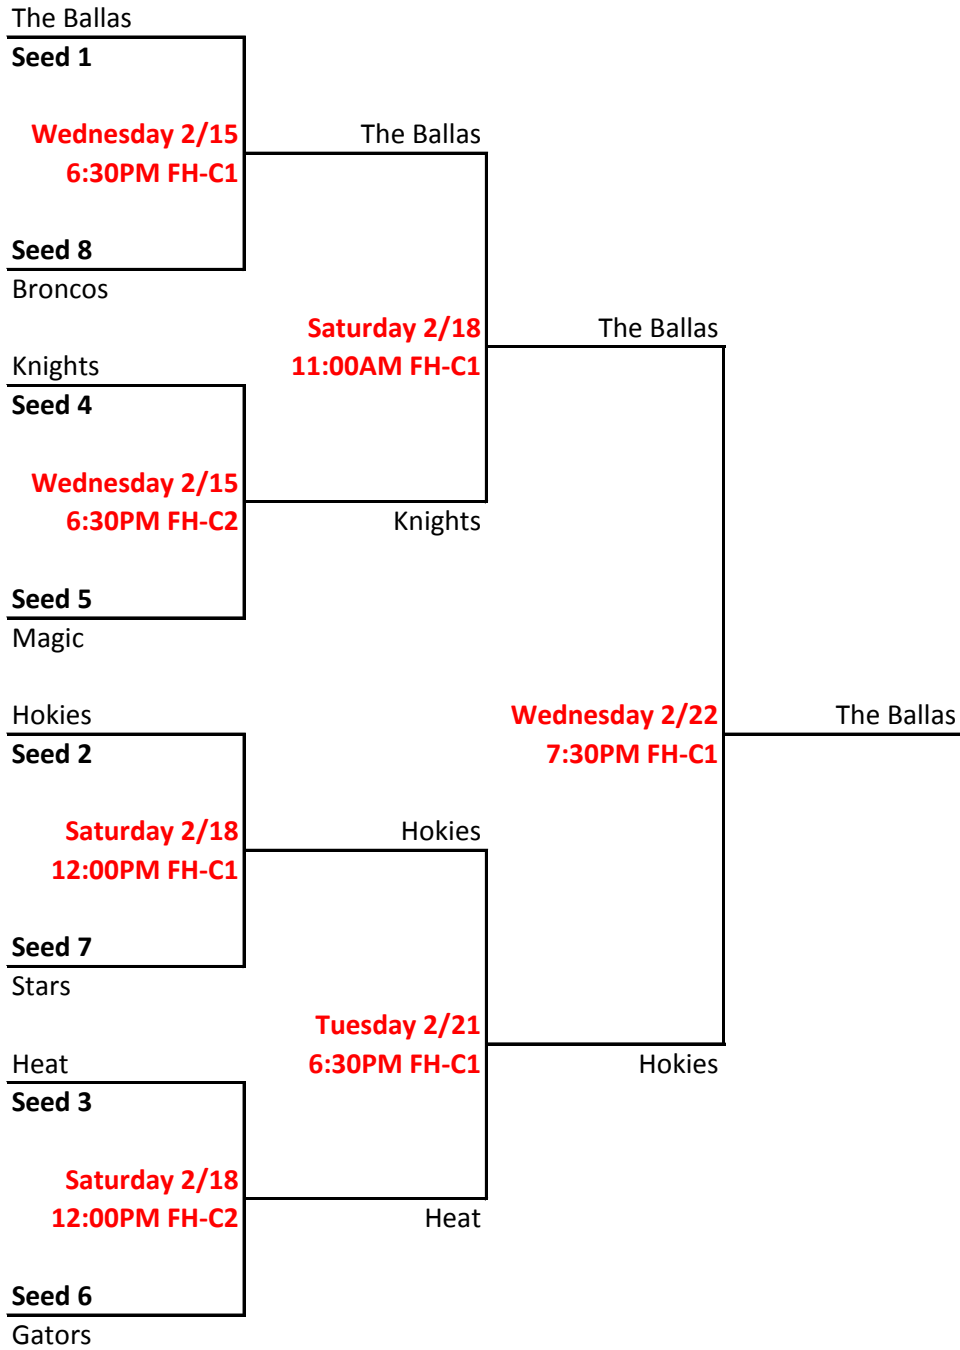 The Ballas
Seed 1
Wednesday 2/15
6:30PM FH-C1
The Ballas
Seed 8
Broncos
Saturday 2/18
11:00AM FH-C1
The Ballas
Knights
Seed 4
Wednesday 2/15
6:30PM FH-C2
Knights
Seed 5
Magic
Hokies
Seed 2
Wednesday 2/22
7:30PM FH-C1
The Ballas
Saturday 2/18
12:00PM FH-C1
Hokies
Seed 7
Stars
Tuesday 2/21
6:30PM FH-C1
Hokies
Heat
Seed 3
Saturday 2/18
12:00PM FH-C2
Heat
Seed 6
Gators